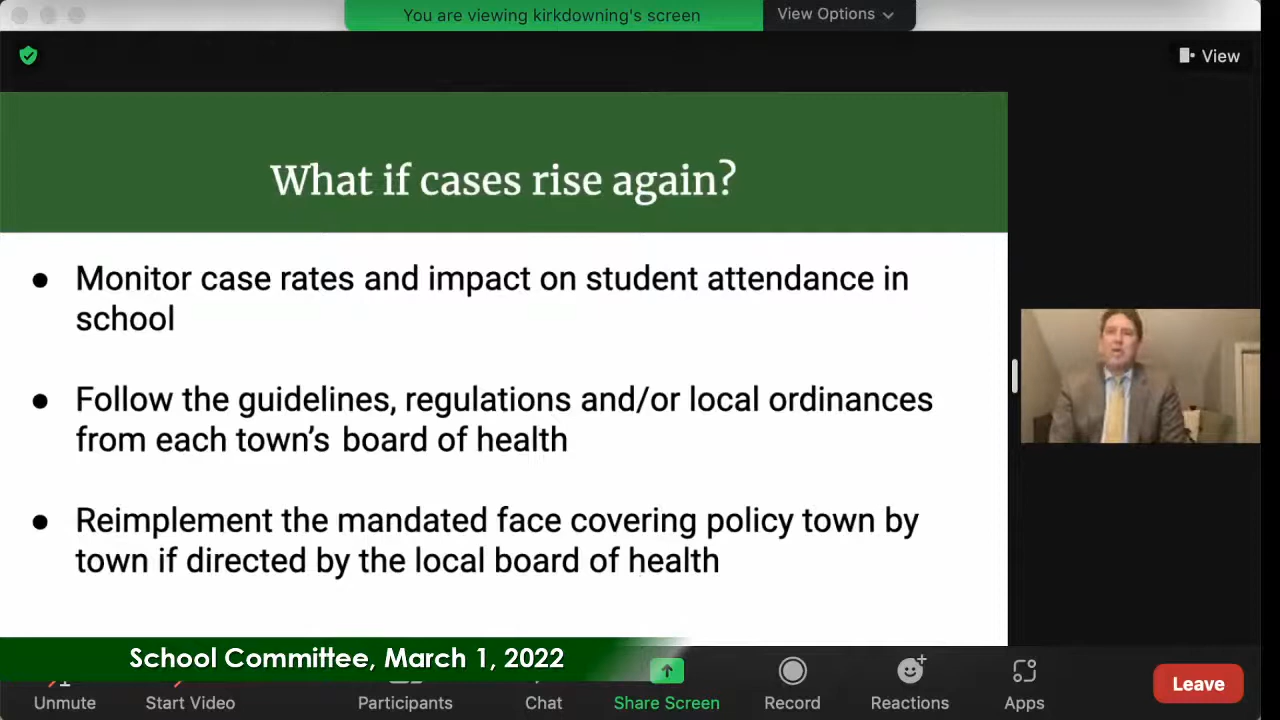 You are viewing kirkdowning's screen
View Options
View
What if cases rise again?
● Monitor case rates and impact on student attendance in
school
● Follow the guidelines, regulations and/or local ordinances
from each town's board of health
● Reimplement the mandated face covering policy town by
town if directed by the local board of health
School Committee, March 1, 2022
Unmute
Start Video
Participants
Chat
Share Screen
Record
Reactions
Apps
Leave